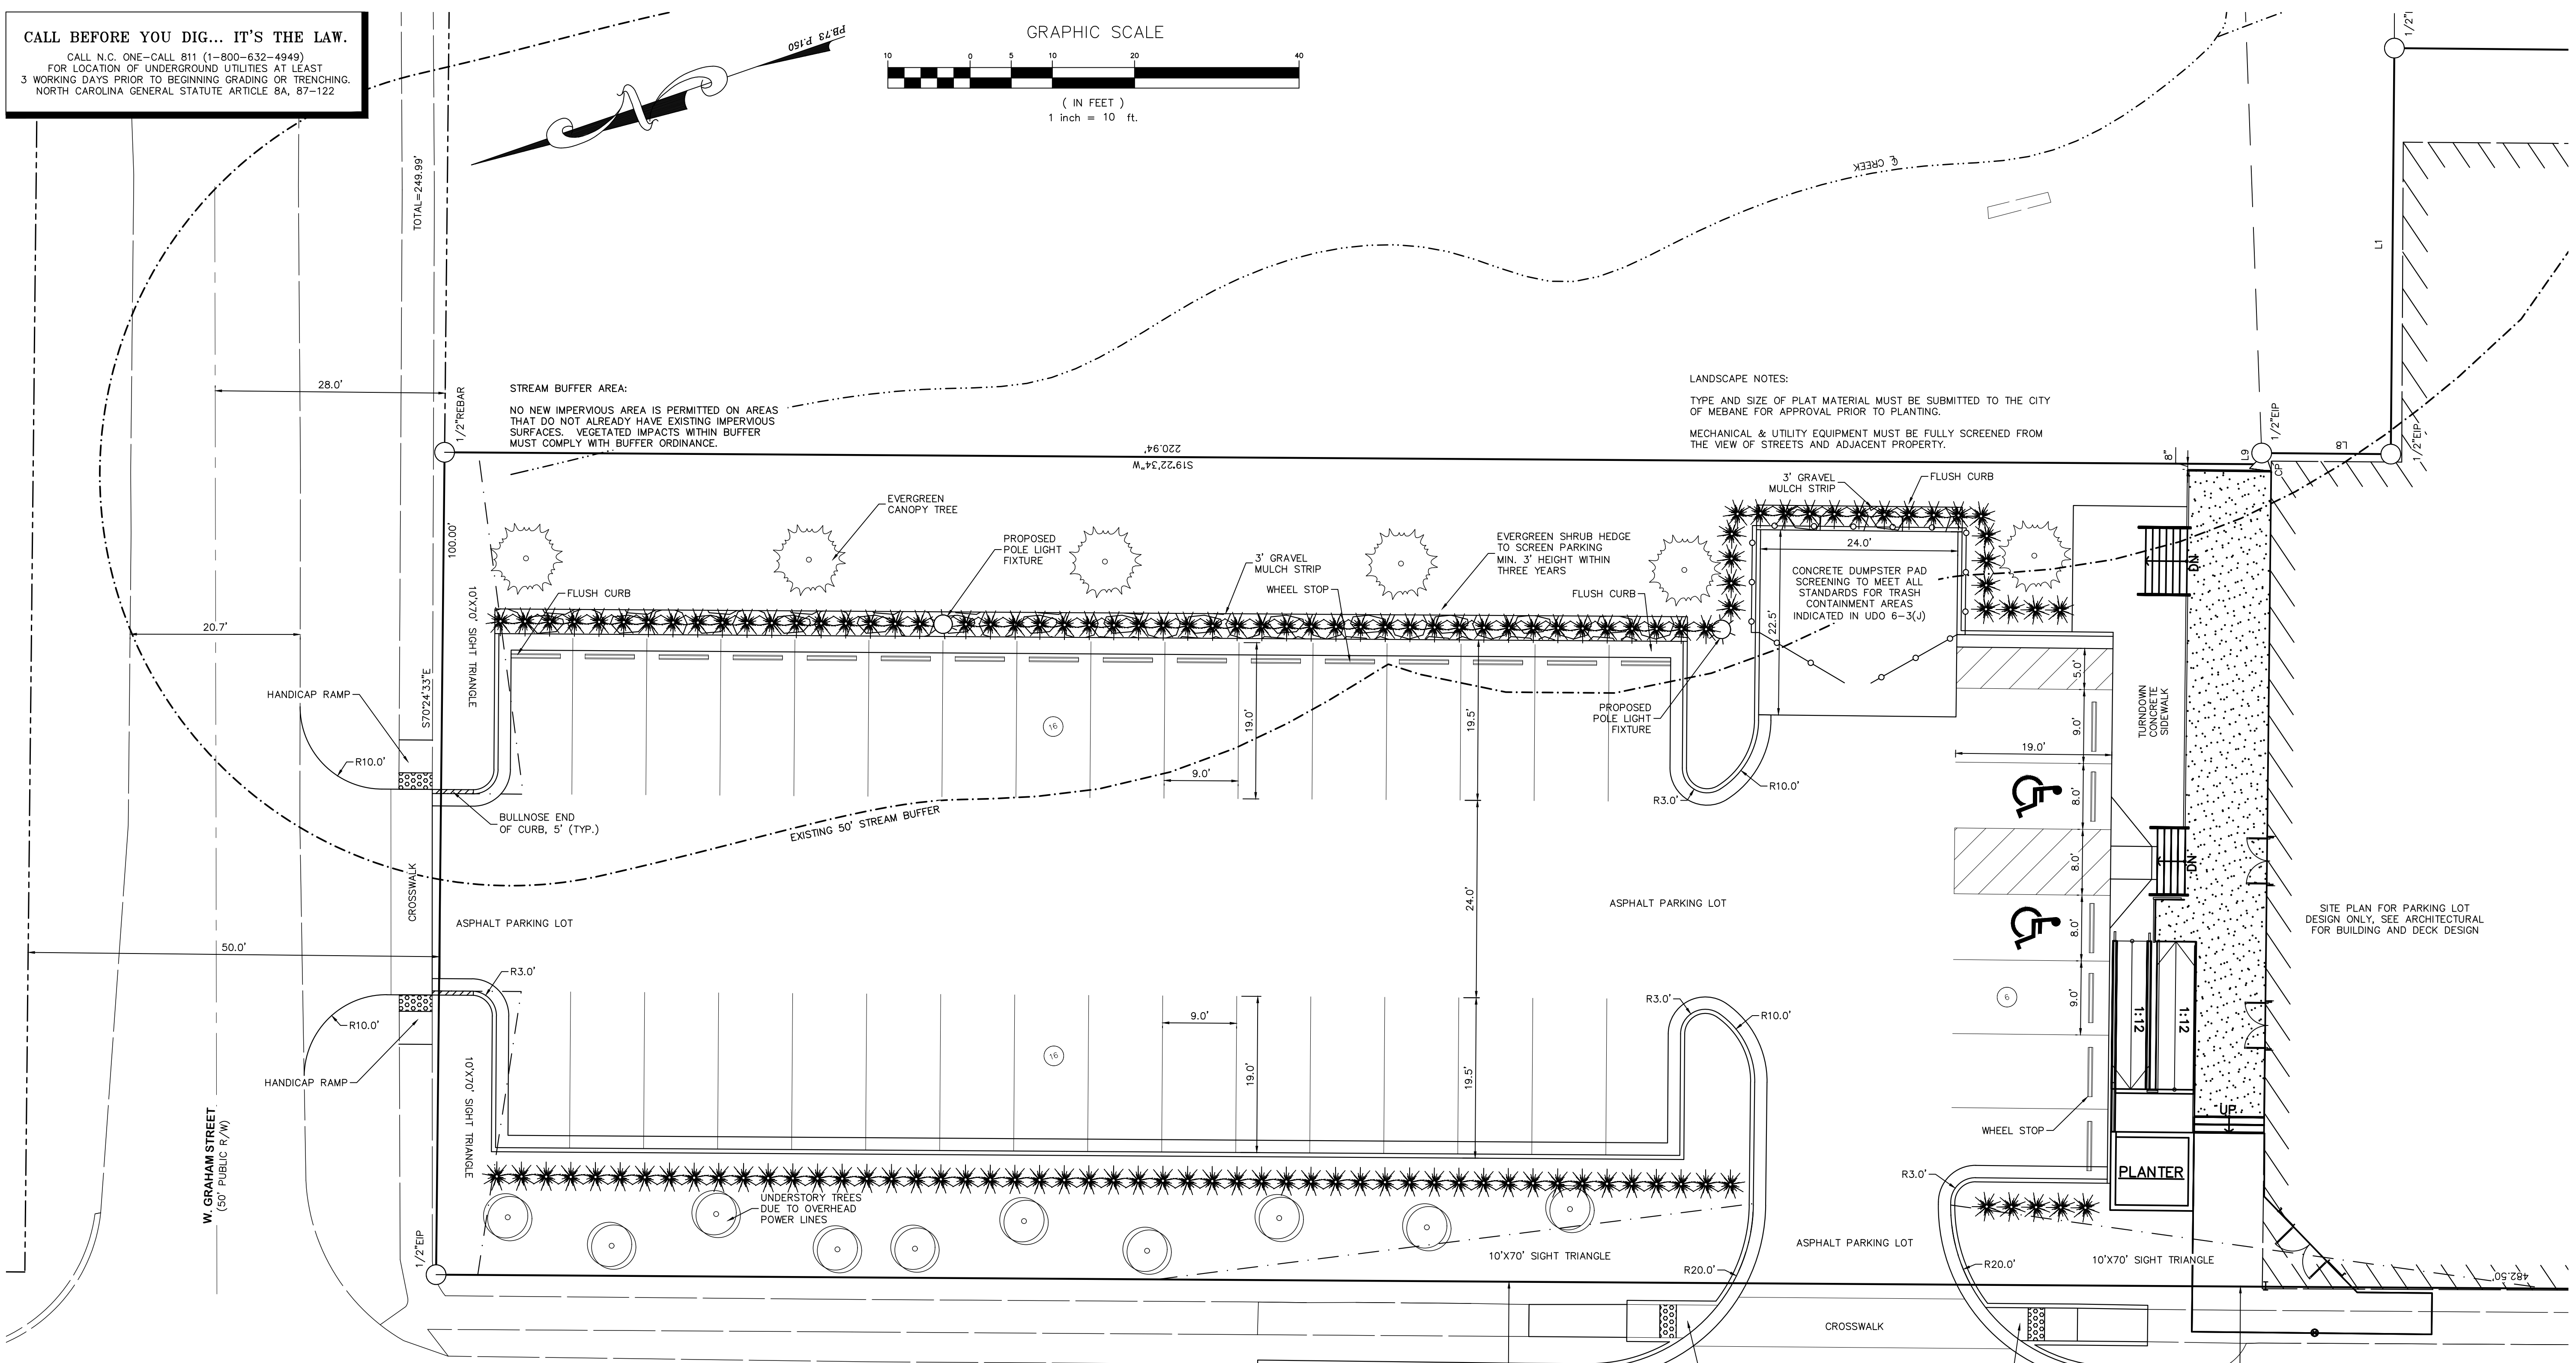 CALL BEFORE YOU DIG... IT'S THE LAW.
CALL N.C. ONE-CALL 811 (1-800-632-4949)
FOR LOCATION OF UNDERGROUND UTILITIES AT LEAST
3 WORKING DAYS PRIOR TO BEGINNING GRADING OR TRENCHING.
NORTH CAROLINA GENERAL STATUTE ARTICLE 8A, 87-122
PB.73 P.150
N
GRAPHIC SCALE
10 0 5 10 20 40
( IN FEET )
1 inch = 10 ft.
TOTAL=249.99'
℄ CREEK
L1
28.0'
1/2"REBAR
STREAM BUFFER AREA:
NO NEW IMPERVIOUS AREA IS PERMITTED ON AREAS
THAT DO NOT ALREADY HAVE EXISTING IMPERVIOUS
SURFACES. VEGETATED IMPACTS WITHIN BUFFER
MUST COMPLY WITH BUFFER ORDINANCE.
220.94'
S19°22'34"W
LANDSCAPE NOTES:
TYPE AND SIZE OF PLAT MATERIAL MUST BE SUBMITTED TO THE CITY
OF MEBANE FOR APPROVAL PRIOR TO PLANTING.
MECHANICAL & UTILITY EQUIPMENT MUST BE FULLY SCREENED FROM
THE VIEW OF STREETS AND ADJACENT PROPERTY.
8"
L9
CP
1/2"EIP
L8
1/2"EIP
100.00'
EVERGREEN
CANOPY TREE
PROPOSED
POLE LIGHT
FIXTURE
3' GRAVEL
MULCH STRIP
WHEEL STOP
EVERGREEN SHRUB HEDGE
TO SCREEN PARKING
MIN. 3' HEIGHT WITHIN
THREE YEARS
FLUSH CURB
3' GRAVEL
MULCH STRIP
FLUSH CURB
24.0'
CONCRETE DUMPSTER PAD
SCREENING TO MEET ALL
STANDARDS FOR TRASH
CONTAINMENT AREAS
INDICATED IN UDO 6-3(J)
22.5'
DN
FLUSH CURB
10'X70' SIGHT TRIANGLE
20.7'
HANDICAP RAMP
S70°24'33"E
R10.0'
BULLNOSE END
OF CURB, 5' (TYP.)
16
9.0'
19.0'
19.5'
PROPOSED
POLE LIGHT
FIXTURE
R3.0'
R10.0'
5.0'
9.0'
19.0'
8.0'
TURNDOWN
CONCRETE
SIDEWALK
EXISTING 50' STREAM BUFFER
CROSSWALK
ASPHALT PARKING LOT
24.0'
ASPHALT PARKING LOT
8.0'
DN
8.0'
SITE PLAN FOR PARKING LOT
DESIGN ONLY, SEE ARCHITECTURAL
FOR BUILDING AND DECK DESIGN
50.0'
R3.0'
R10.0'
HANDICAP RAMP
10'X70' SIGHT TRIANGLE
9.0'
16
19.0'
19.5'
R3.0'
R10.0'
6
9.0'
1:12
1:12
UP
WHEEL STOP
PLANTER
R3.0'
W. GRAHAM STREET
(50' PUBLIC R/W)
1/2"EIP
UNDERSTORY TREES
DUE TO OVERHEAD
POWER LINES
10'X70' SIGHT TRIANGLE
ASPHALT PARKING LOT
10'X70' SIGHT TRIANGLE
R20.0'
R20.0'
482.50'
CROSSWALK